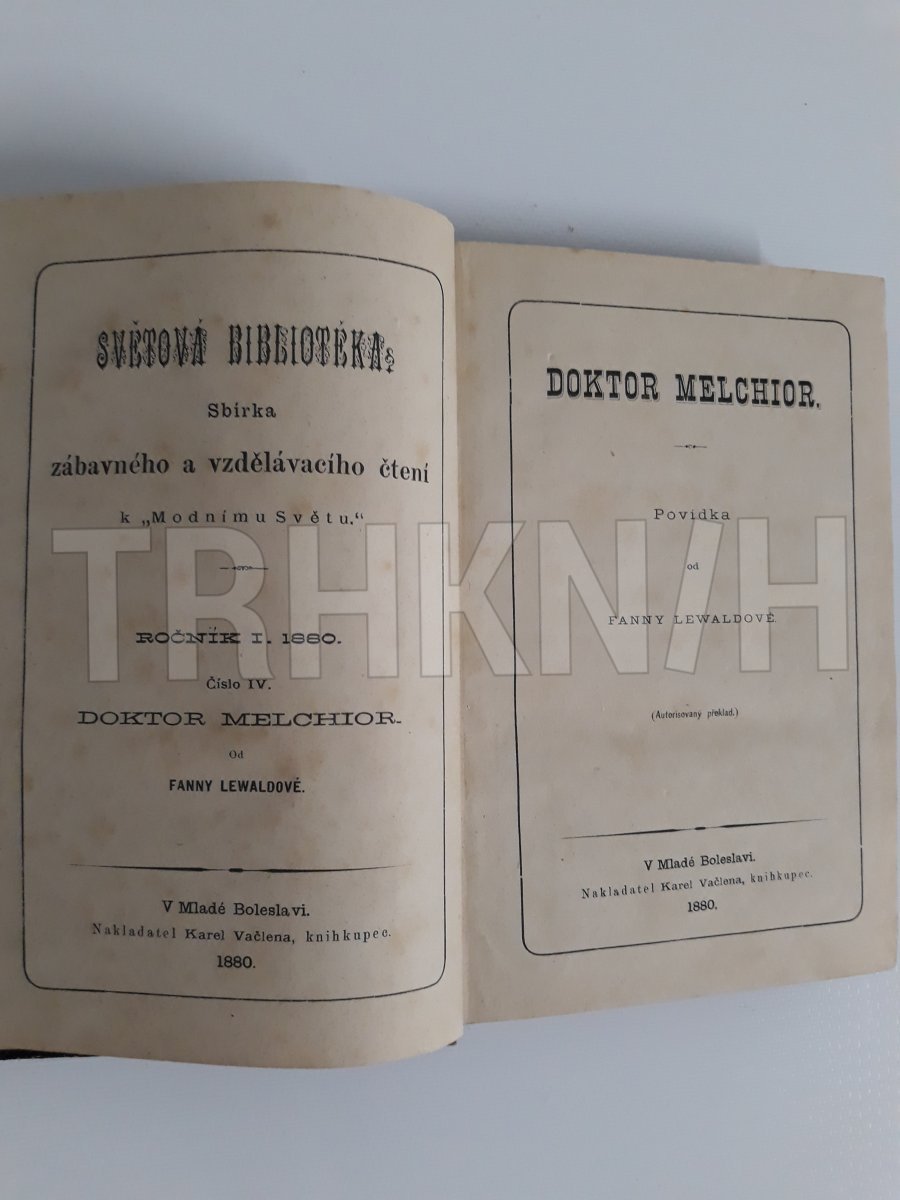 SVĚTOVÁ BIBLIOTÉKA.
Sbírka
zábavného a vzdělávacího čtení
k „Modnímu Světu.“
ROČNÍK I. 1880.
Číslo IV.
DOKTOR MELCHIOR.
Od
FANNY LEWALDOVÉ.
V Mladé Boleslavi.
Nakladatel Karel Vačlena, knihkupec.
1880.
DOKTOR MELCHIOR.
Povídka
od
FANNY LEWALDOVÉ.
(Autorisovaný překlad.)
V Mladé Boleslavi.
Nakladatel Karel Vačlena, knihkupec.
1880.
TRHKNIH